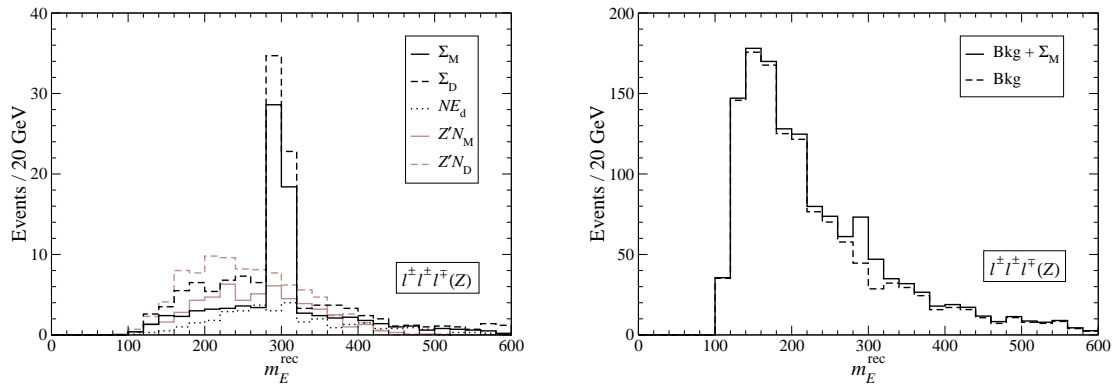 40
30
20
10
0
Events / 20 GeV
Σ_M
Σ_D
NE_d
Z'N_M
Z'N_D
l^± l^± l^∓ (Z)
0 100 200 300 400 500 600
m_E^rec
200
150
100
50
0
Events / 20 GeV
Bkg + Σ_M
Bkg
l^± l^± l^∓ (Z)
0 100 200 300 400 500 600
m_E^rec